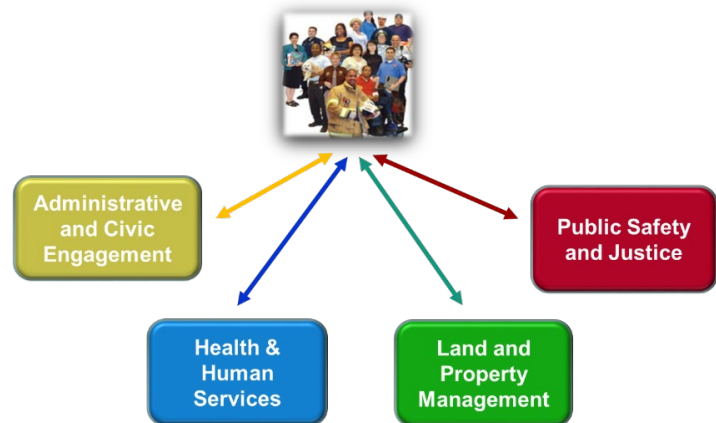 Administrative
and Civic
Engagement
Public Safety
and Justice
Health &
Human
Services
Land and
Property
Management